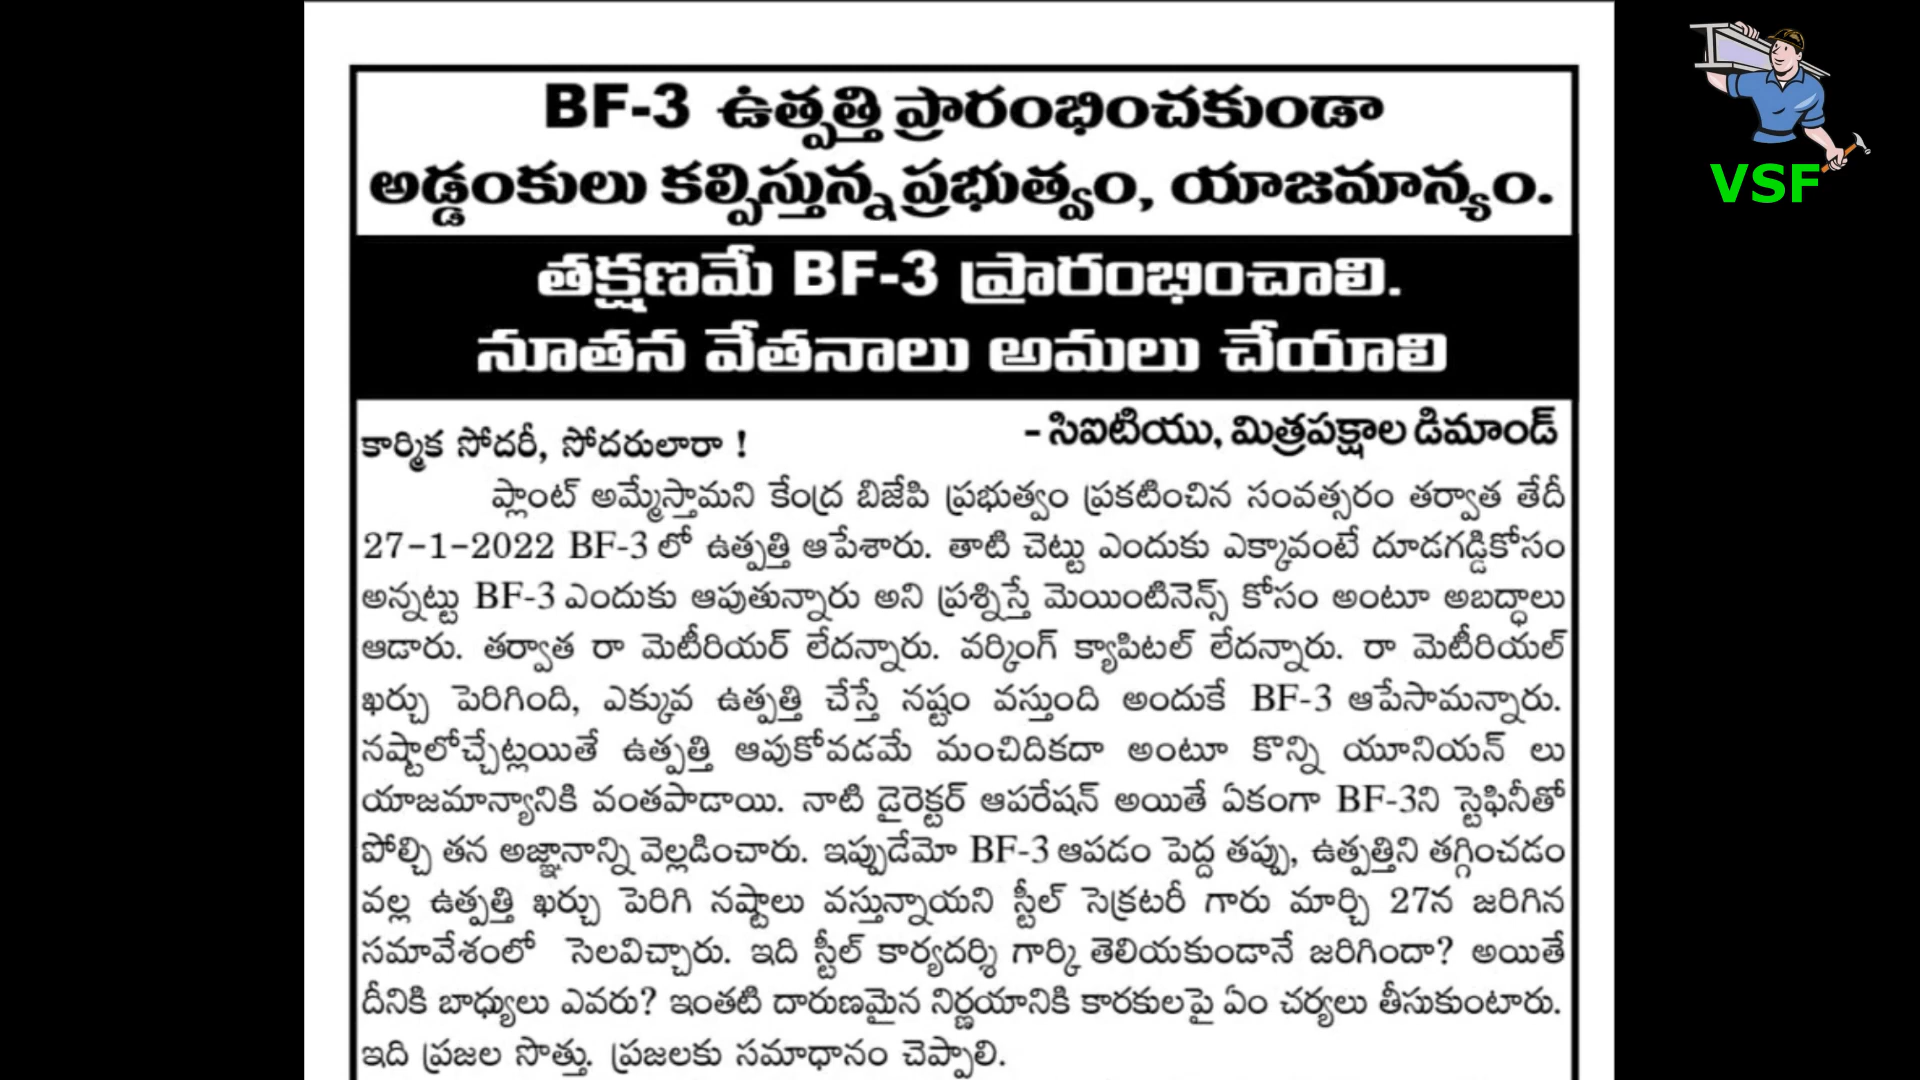 BF-3 ఉత్పత్తి ప్రారంభించకుండా
అడ్డంకులు కల్పిస్తున్న ప్రభుత్వం, యాజమాన్యం.
తక్షణమే BF-3 ప్రారంభించాలి.
నూతన వేతనాలు అమలు చేయాలి
- సిఐటియు, మిత్రపక్షాల డిమాండ్
కార్మిక సోదరీ, సోదరులారా !
ప్లాంట్ అమ్మేస్తామని కేంద్ర బిజేపి ప్రభుత్వం ప్రకటించిన సంవత్సరం తర్వాత తేదీ
27-1-2022 BF-3 లో ఉత్పత్తి ఆపేశారు. తాటి చెట్టు ఎందుకు ఎక్కావంటే దూడగడ్డికోసం
అన్నట్టు BF-3 ఎందుకు ఆపుతున్నారు అని ప్రశ్నిస్తే మెయింటినెన్స్ కోసం అంటూ అబద్ధాలు
ఆడారు. తర్వాత రా మెటీరియర్ లేదన్నారు. వర్కింగ్ క్యాపిటల్ లేదన్నారు. రా మెటీరియల్
ఖర్చు పెరిగింది, ఎక్కువ ఉత్పత్తి చేస్తే నష్టం వస్తుంది అందుకే BF-3 ఆపేసామన్నారు.
నష్టాలోచ్చేట్లయితే ఉత్పత్తి ఆపుకోవడమే మంచిదికదా అంటూ కొన్ని యూనియన్ లు
యాజమాన్యానికి వంతపాడాయి. నాటి డైరెక్టర్ ఆపరేషన్ అయితే ఏకంగా BF-3ని స్టెఫినీతో
పోల్చి తన అజ్ఞానాన్ని వెల్లడించారు. ఇప్పుడేమో BF-3 ఆపడం పెద్ద తప్పు, ఉత్పత్తిని తగ్గించడం
వల్ల ఉత్పత్తి ఖర్చు పెరిగి నష్టాలు వస్తున్నాయని స్టీల్ సెక్రటరీ గారు మార్చి 27న జరిగిన
సమావేశంలో సెలవిచ్చారు. ఇది స్టీల్ కార్యదర్శి గార్కి తెలియకుండానే జరిగిందా? అయితే
దీనికి బాధ్యులు ఎవరు? ఇంతటి దారుణమైన నిర్ణయానికి కారకులపై ఏం చర్యలు తీసుకుంటారు.
ఇది ప్రజల సొత్తు. ప్రజలకు సమాధానం చెప్పాలి.
VSF